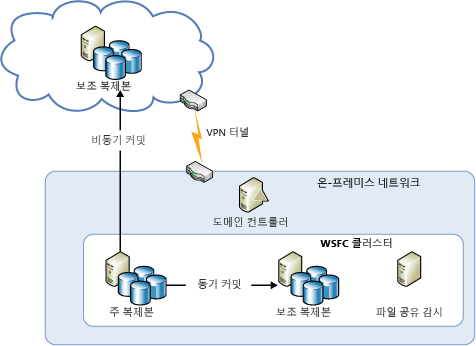 보조 복제본
비동기 커밋
VPN 터널
온-프레미스 네트워크
도메인 컨트롤러
WSFC 클러스터
동기 커밋
주 복제본
보조 복제본
파일 공유 감시